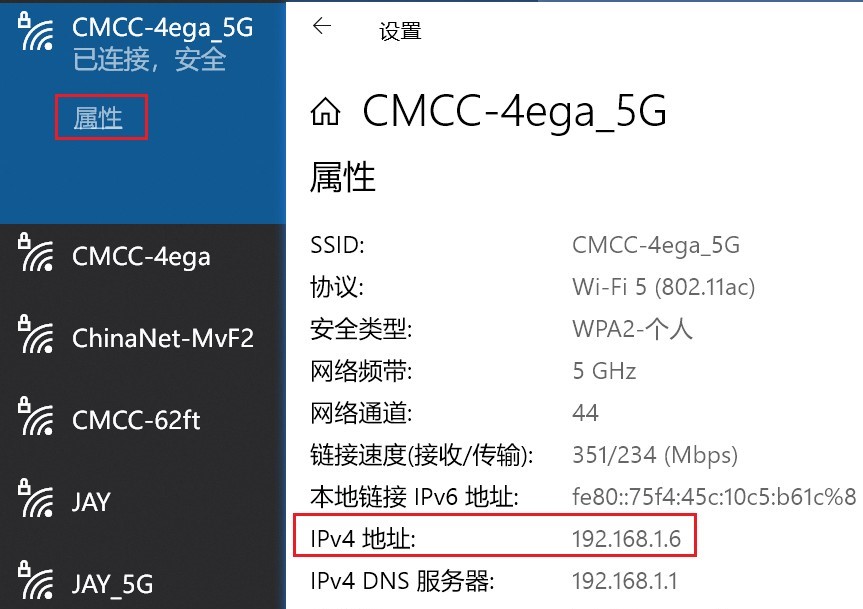 CMCC-4ega_5G
已连接，安全
属性
CMCC-4ega
ChinaNet-MvF2
CMCC-62ft
JAY
JAY_5G
设置
CMCC-4ega_5G
属性
SSID: CMCC-4ega_5G
协议: Wi-Fi 5 (802.11ac)
安全类型: WPA2-个人
网络频带: 5 GHz
网络通道: 44
链接速度(接收/传输): 351/234 (Mbps)
本地链接 IPv6 地址: fe80::75f4:45c:10c5:b61c%8
IPv4 地址: 192.168.1.6
IPv4 DNS 服务器: 192.168.1.1